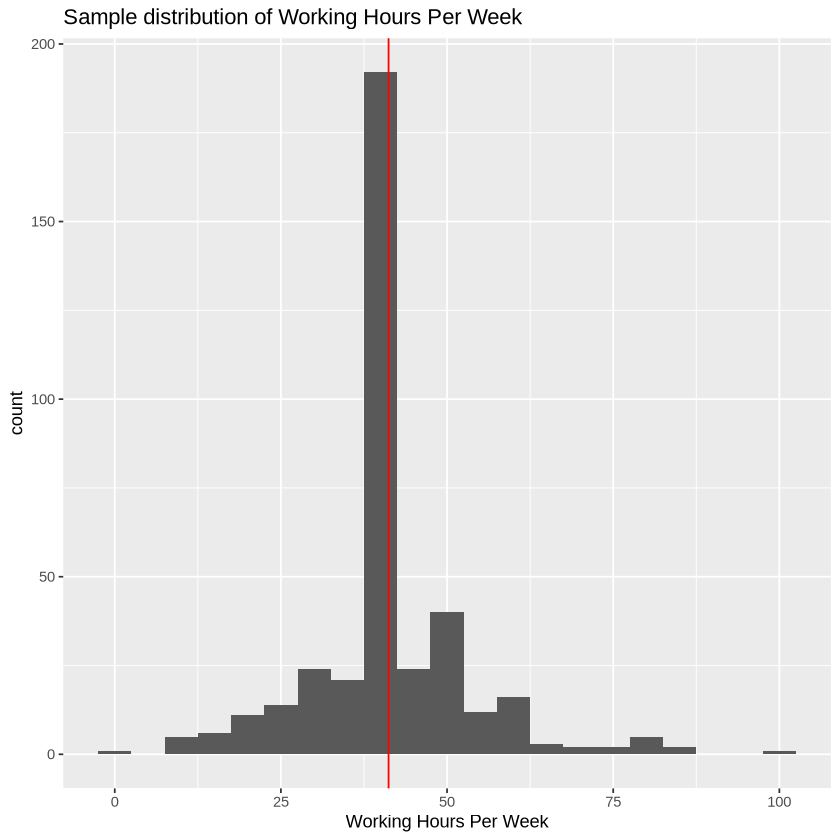 Sample distribution of Working Hours Per Week
200
150
100
50
0
count
0 25 50 75 100
Working Hours Per Week